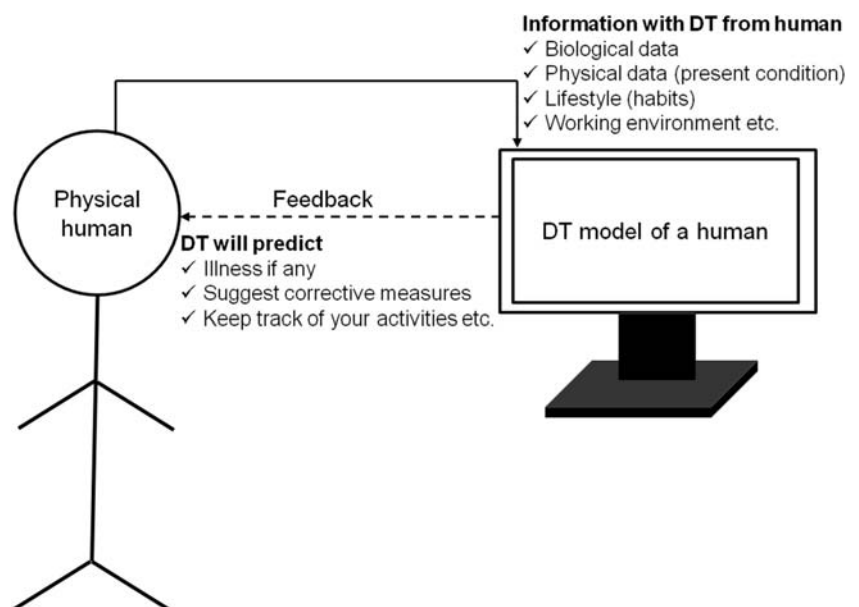 Information with DT from human
✓ Biological data
✓ Physical data (present condition)
✓ Lifestyle (habits)
✓ Working environment etc.
Physical
human
Feedback
DT will predict
✓ Illness if any
✓ Suggest corrective measures
✓ Keep track of your activities etc.
DT model of a human